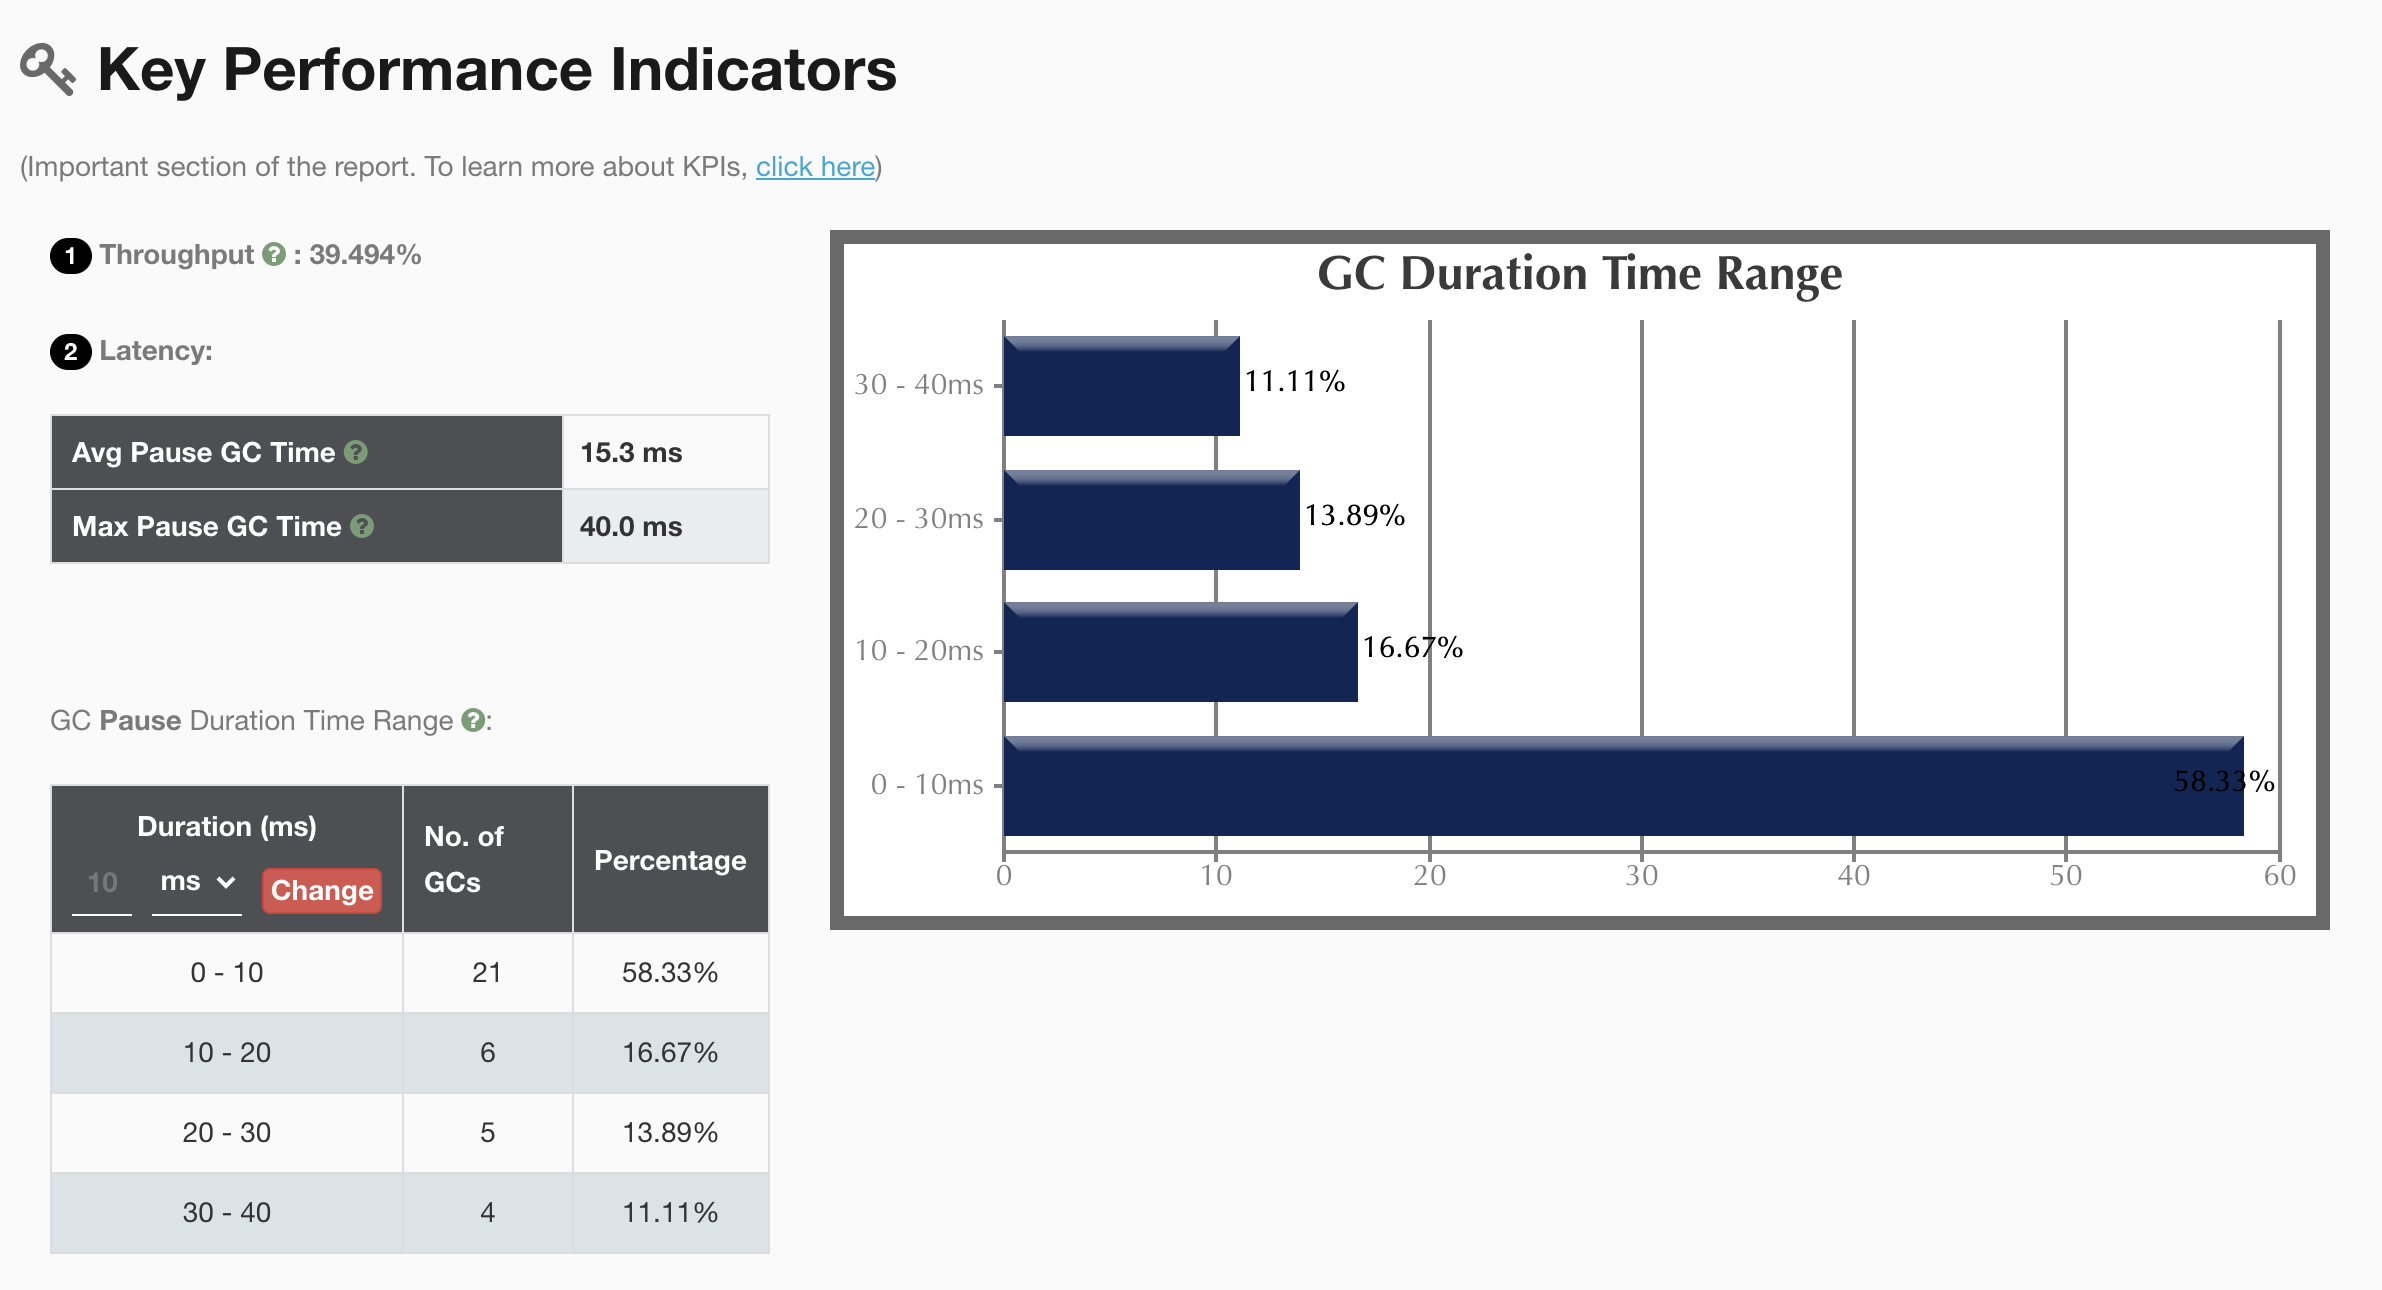 Key Performance Indicators
(Important section of the report. To learn more about KPIs, click here)
1 Throughput ? : 39.494%
2 Latency:
Avg Pause GC Time ? 15.3 ms
Max Pause GC Time ? 40.0 ms
GC Pause Duration Time Range ?:
Duration (ms)
10 ms Change
No. of
GCs
Percentage
0 - 10 21 58.33%
10 - 20 6 16.67%
20 - 30 5 13.89%
30 - 40 4 11.11%
GC Duration Time Range
30 - 40ms 11.11%
20 - 30ms 13.89%
10 - 20ms 16.67%
0 - 10ms 58.33%
0 10 20 30 40 50 60